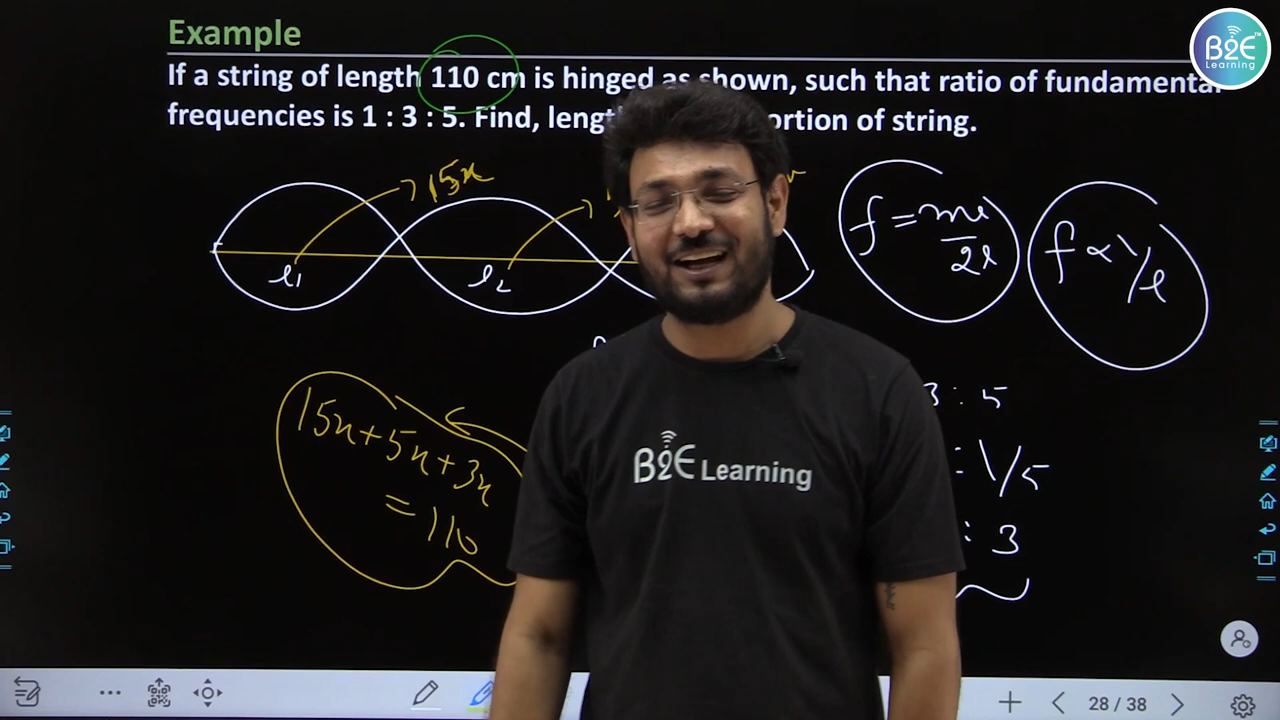 B2E
Learning
Example
If a string of length 110 cm is hinged as shown, such that ratio of fundamental
frequencies is 1 : 3 : 5. Find, of string.
15x
l1
l2
f = nv/2l
f ∝ 1/l
15x + 5x + 3x
= 110
3 : 5
: 1/5
: 3
B2E Learning
28 / 38